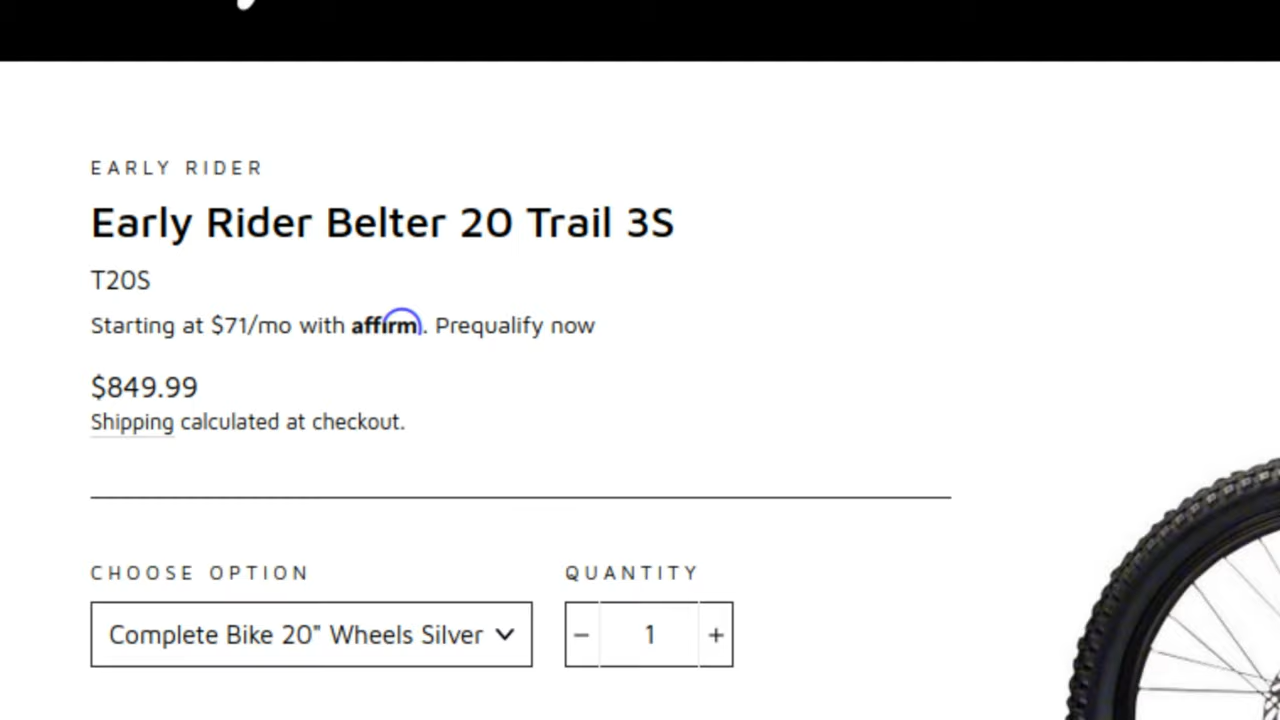 EARLY RIDER
Early Rider Belter 20 Trail 3S
T20S
Starting at $71/mo with affirm. Prequalify now
$849.99
Shipping calculated at checkout.
CHOOSE OPTION QUANTITY
Complete Bike 20" Wheels Silver − 1 +